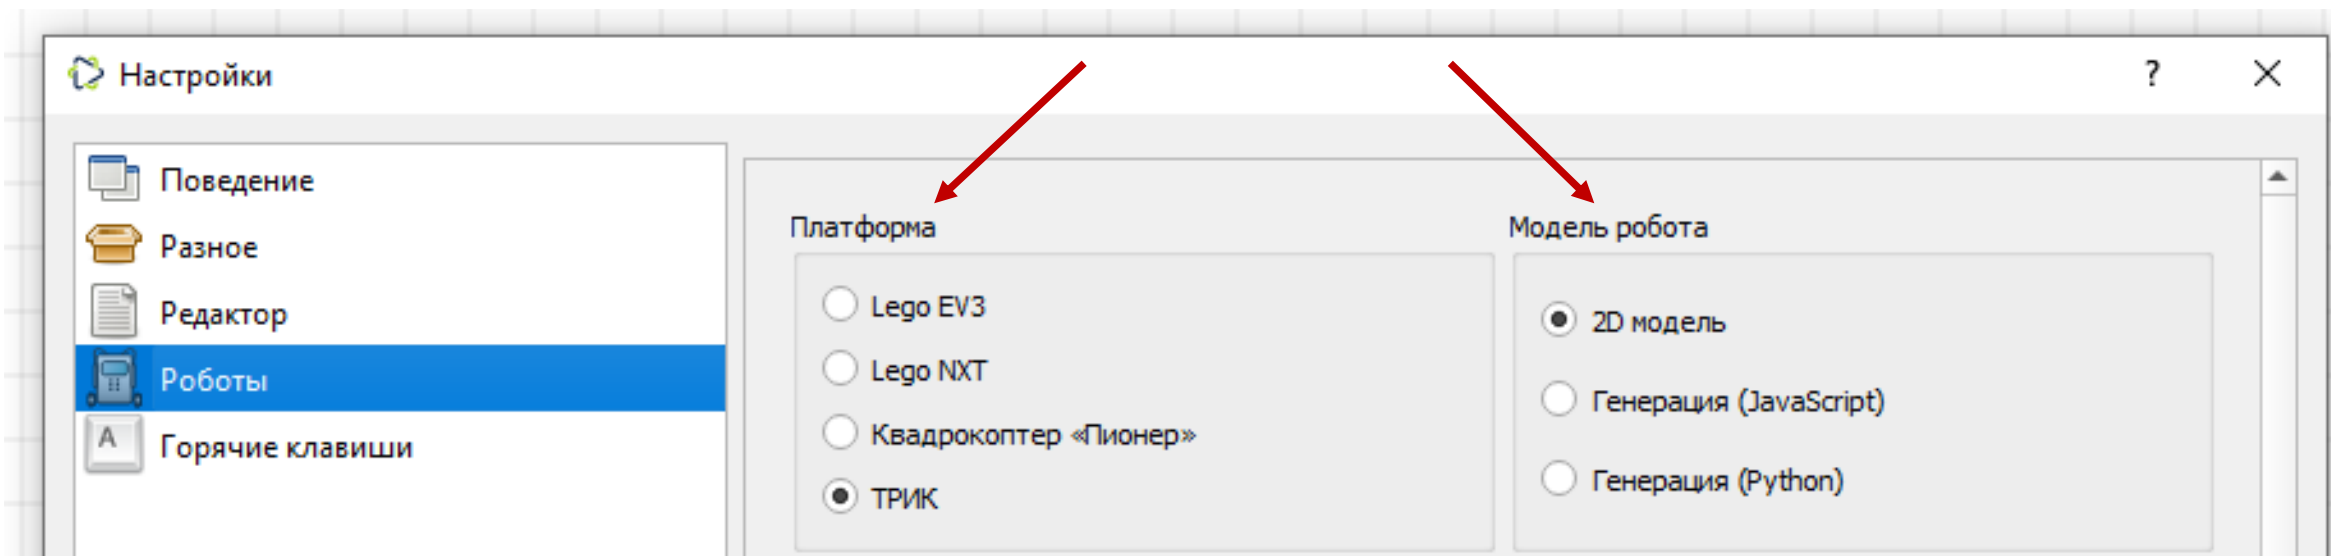 Настройки
?
Поведение
Разное
Редактор
Роботы
A
Горячие клавиши
Платформа
Lego EV3
Lego NXT
Квадрокоптер «Пионер»
ТРИК
Модель робота
2D модель
Генерация (JavaScript)
Генерация (Python)